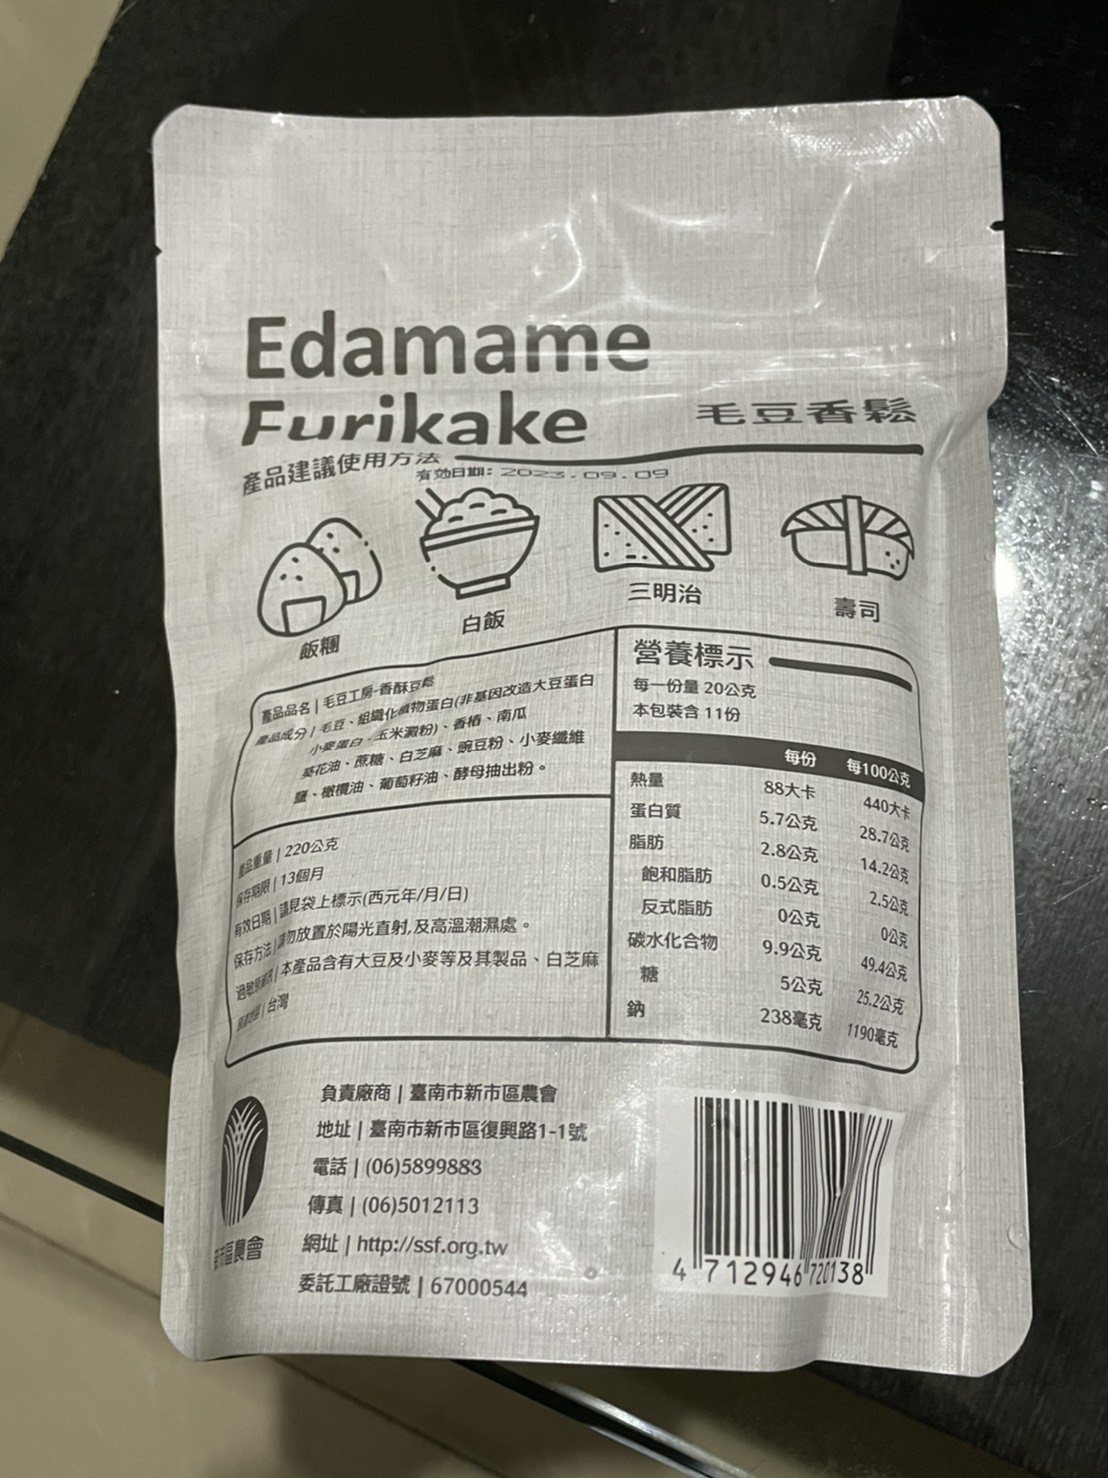 Edamame
Furikake
毛豆香鬆
產品建議使用方法
有效日期: 2023.09.09
飯糰
白飯
三明治
壽司
產品品名 | 毛豆工房-香酥豆鬆
產品成分 | 毛豆、組織化植物蛋白(非基因改造大豆蛋白
小麥蛋白、玉米澱粉)、香椿、南瓜
葵花油、蔗糖、白芝麻、豌豆粉、小麥纖維
鹽、橄欖油、葡萄籽油、酵母抽出粉。
產品重量 | 220公克
保存期限 | 13個月
有效日期 | 請見袋上標示(西元年/月/日)
保存方法 | 請勿放置於陽光直射,及高溫潮濕處。
過敏原資訊 | 本產品含有大豆及小麥等及其製品、白芝麻
| 台灣
營養標示
每一份量 20公克
本包裝含 11份
每份 每100公克
熱量 88大卡 440大卡
蛋白質 5.7公克 28.7公克
脂肪 2.8公克 14.2公克
飽和脂肪 0.5公克 2.5公克
反式脂肪 0公克 0公克
碳水化合物 9.9公克 49.4公克
糖 5公克 25.2公克
鈉 238毫克 1190毫克
負責廠商 | 臺南市新市區農會
地址 | 臺南市新市區復興路1-1號
電話 | (06)5899883
傳真 | (06)5012113
網址 | http://ssf.org.tw
委託工廠證號 | 67000544
新市區農會
4 712946 720138